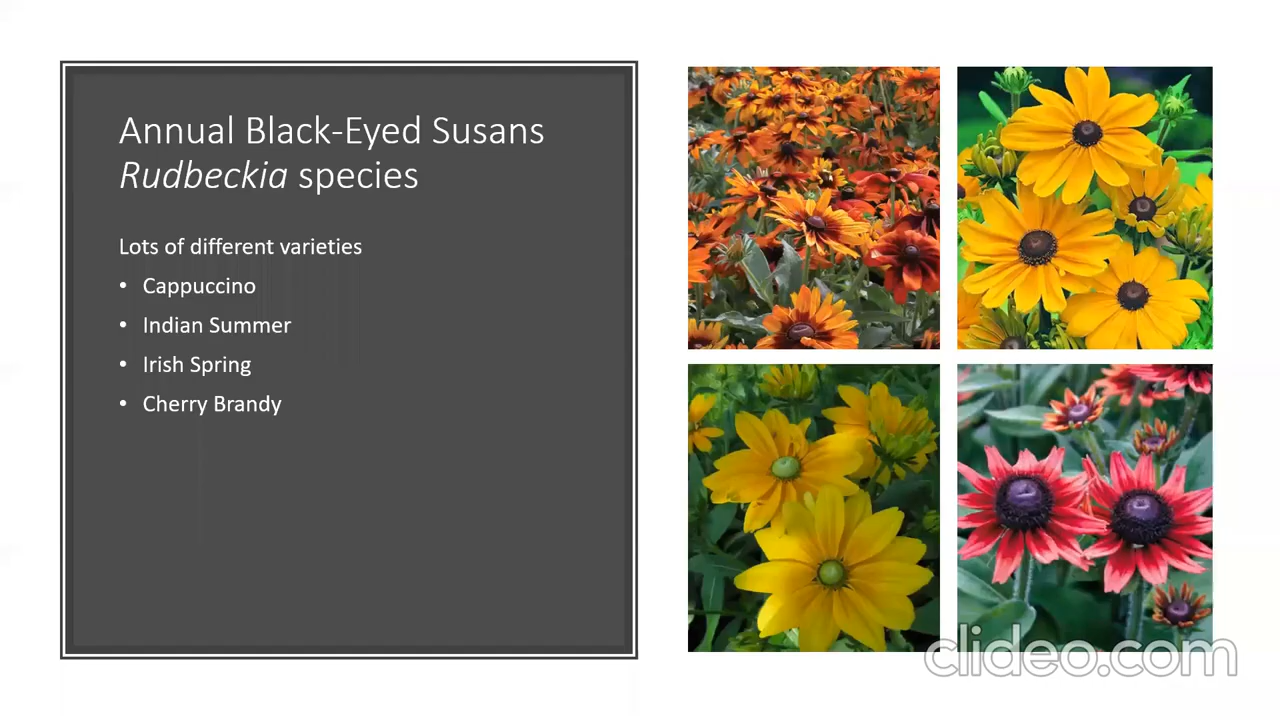 Annual Black-Eyed Susans
Rudbeckia species
Lots of different varieties
• Cappuccino
• Indian Summer
• Irish Spring
• Cherry Brandy
clideo.com